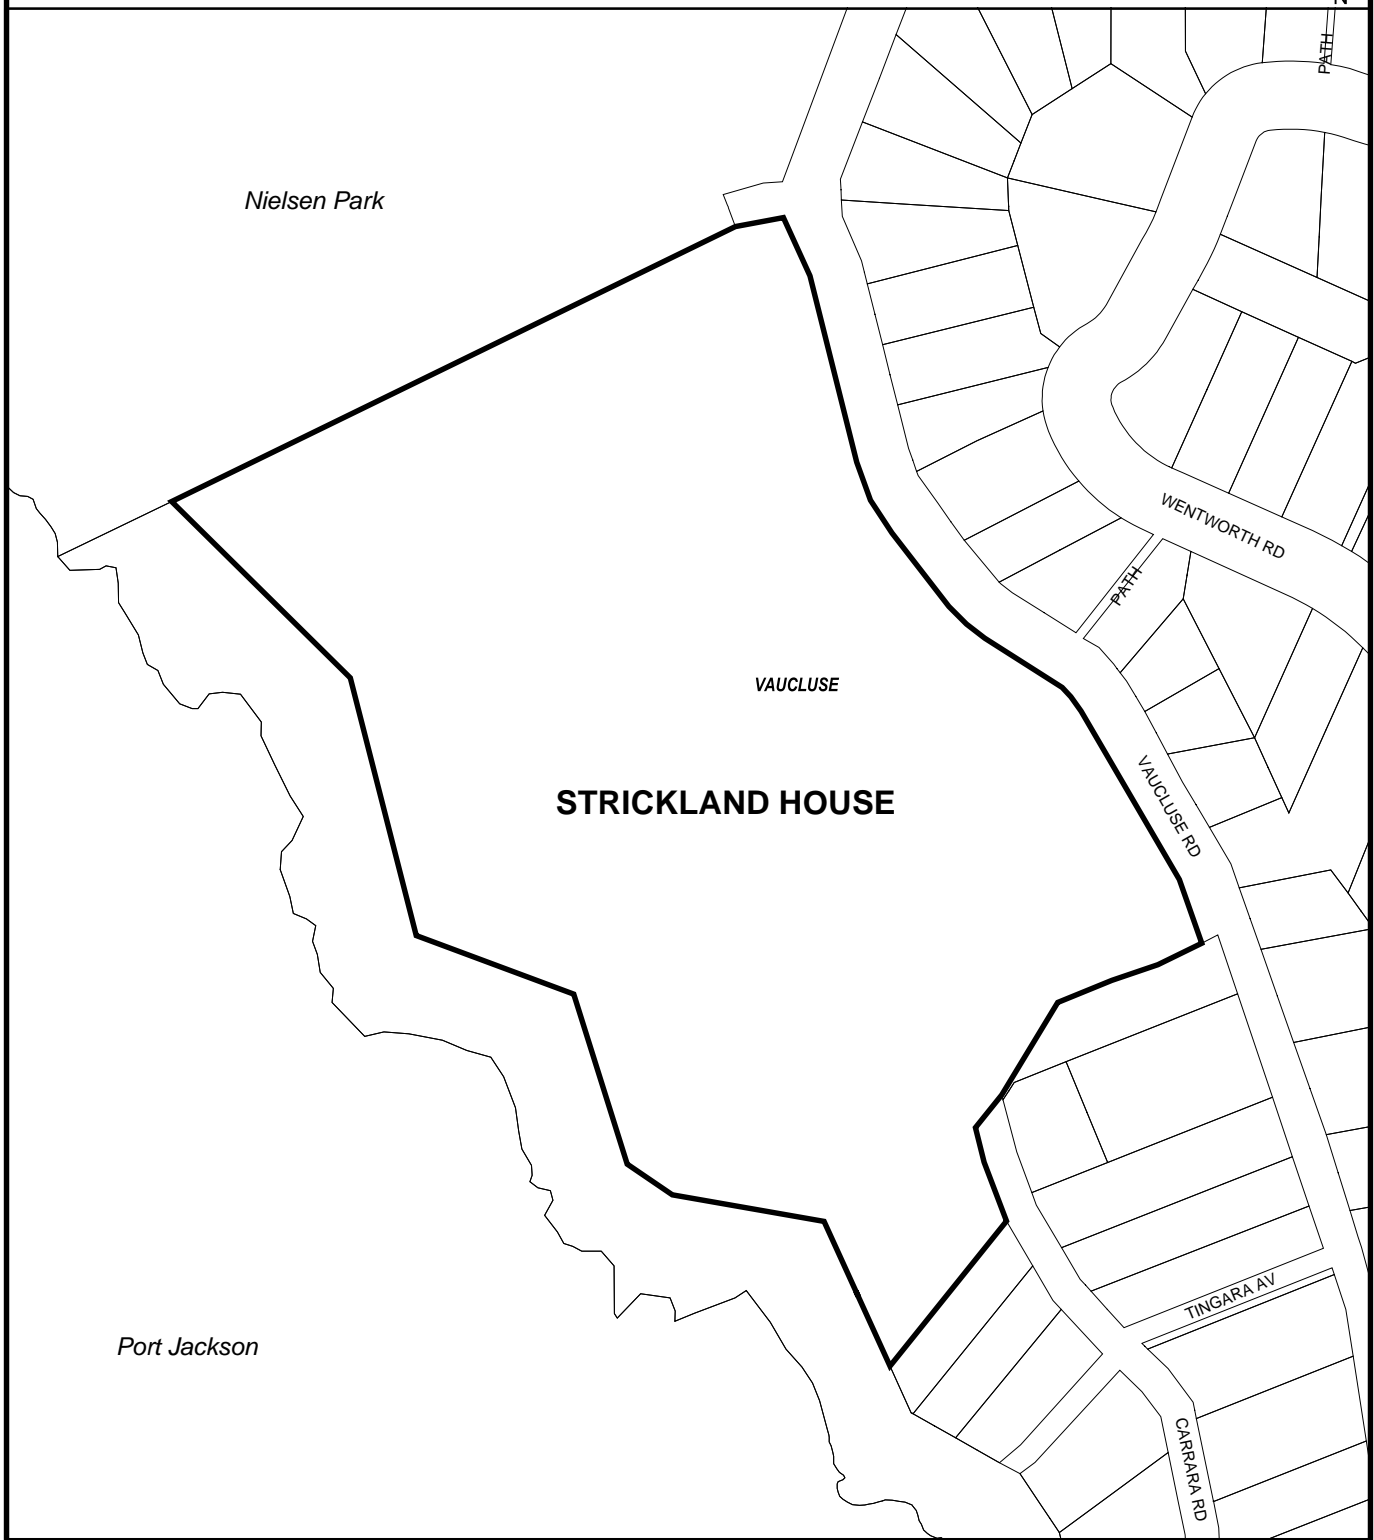 PATH
Nielsen Park
WENTWORTH RD
PATH
VAUCLUSE
VAUCLUSE RD
STRICKLAND HOUSE
TINGARA AV
Port Jackson
CARRARA RD